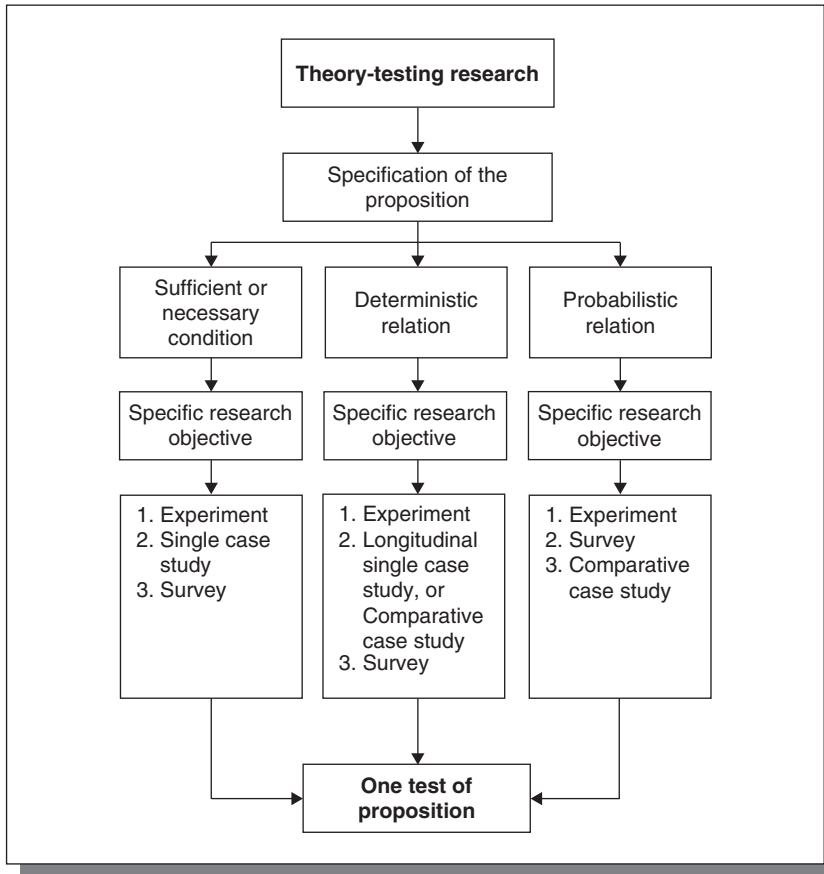 Theory-testing research
Specification of the
proposition
Sufficient or
necessary
condition
Deterministic
relation
Probabilistic
relation
Specific research
objective
Specific research
objective
Specific research
objective
1. Experiment
2. Single case
study
3. Survey
1. Experiment
2. Longitudinal
single case
study, or
Comparative
case study
3. Survey
1. Experiment
2. Survey
3. Comparative
case study
One test of
proposition